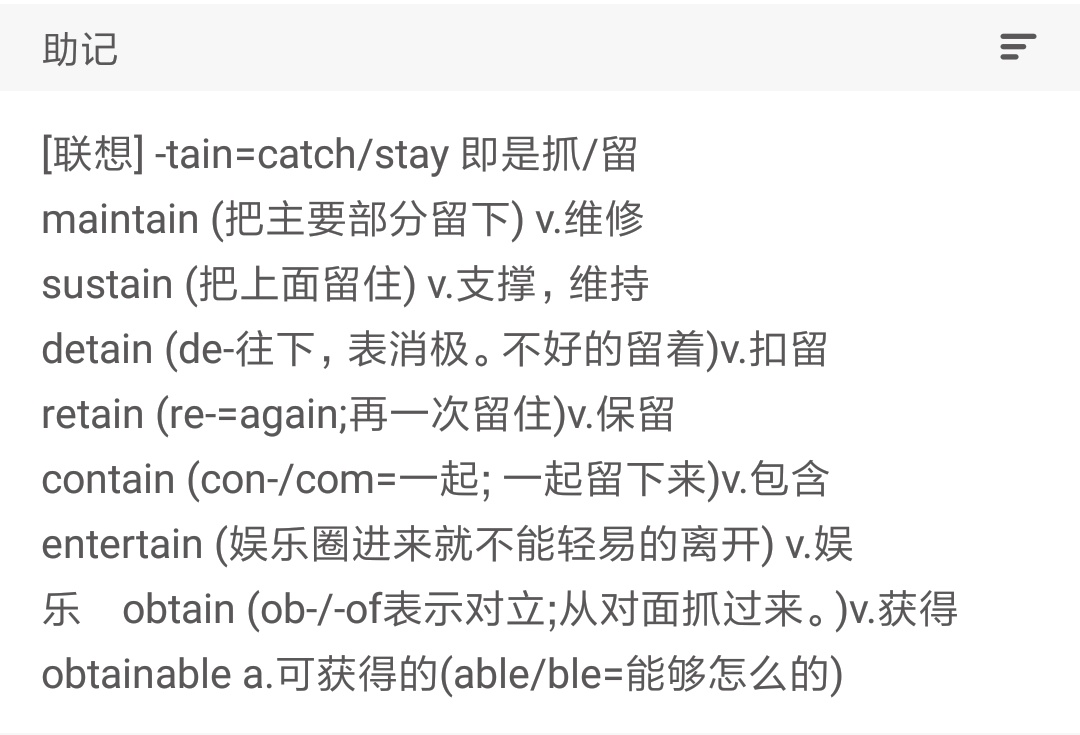 助记
[联想] -tain=catch/stay 即是抓/留
maintain (把主要部分留下) v.维修
sustain (把上面留住) v.支撑，维持
detain (de-往下，表消极。不好的留着)v.扣留
retain (re-=again;再一次留住)v.保留
contain (con-/com=一起; 一起留下来)v.包含
entertain (娱乐圈进来就不能轻易的离开) v.娱
乐　obtain (ob-/-of表示对立;从对面抓过来。)v.获得
obtainable a.可获得的(able/ble=能够怎么的)